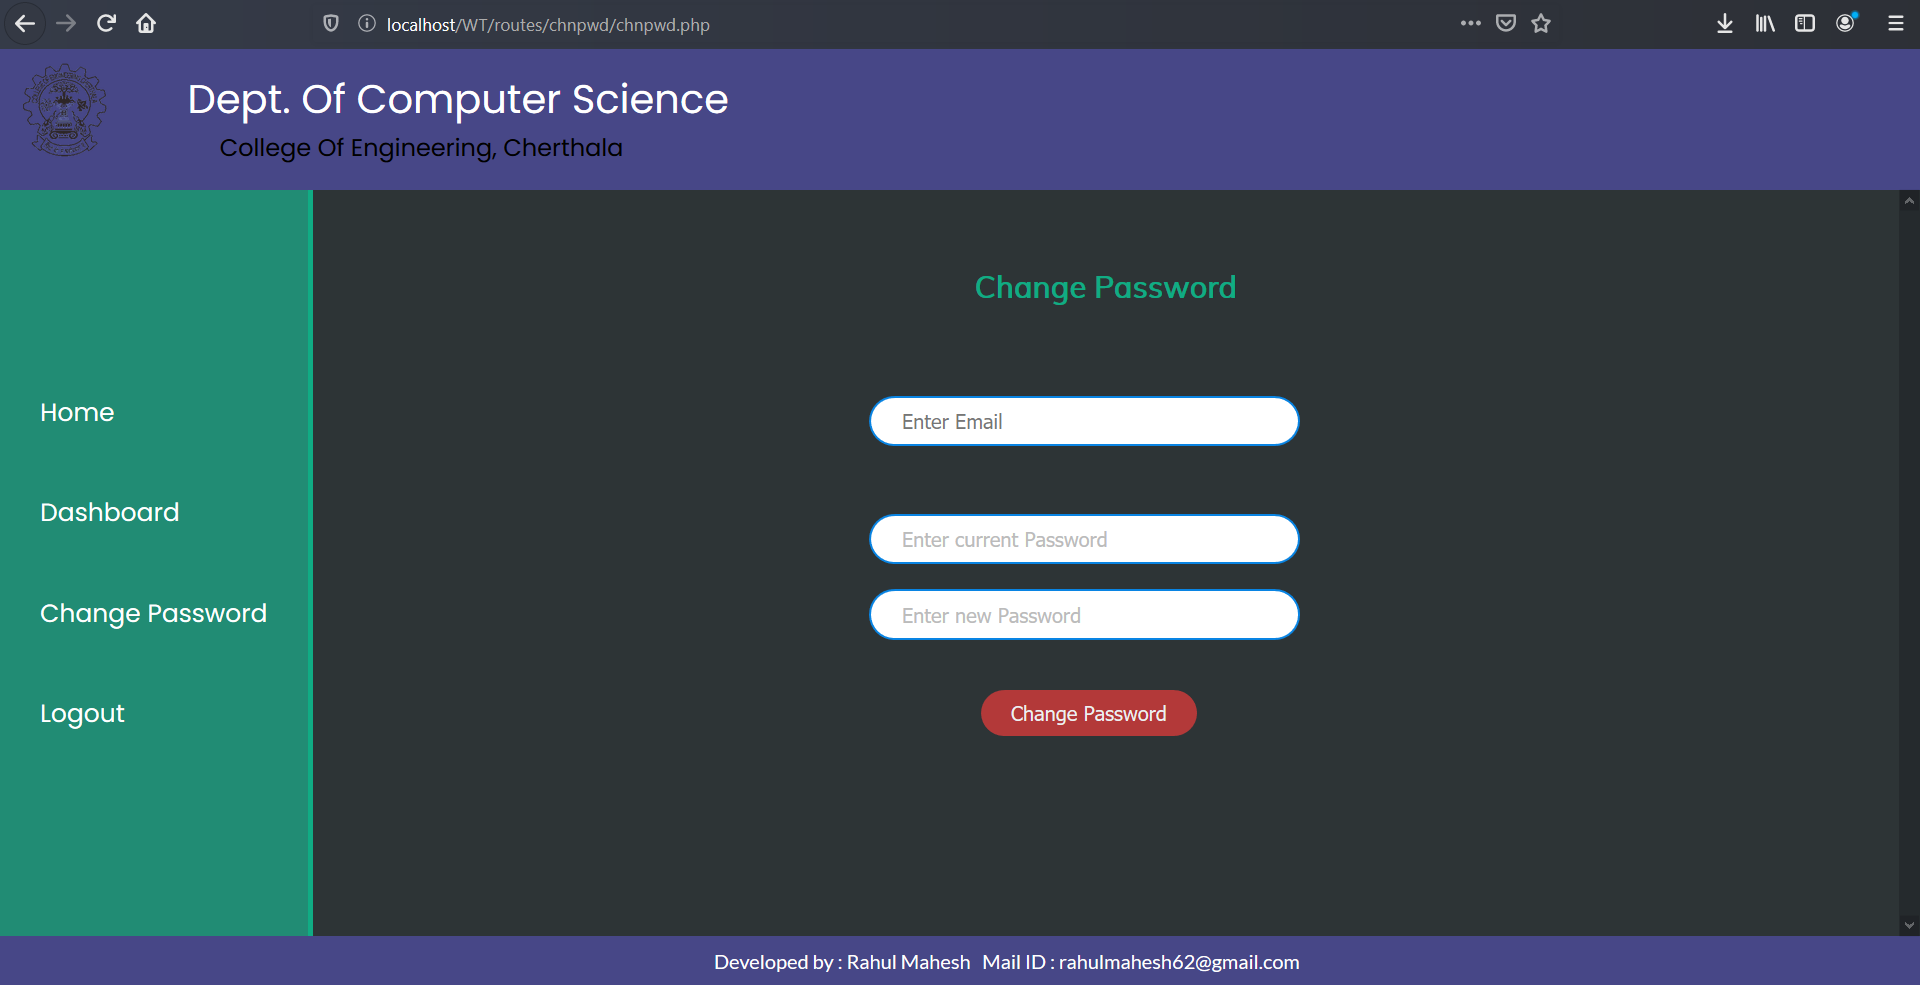 localhost/WT/routes/chnpwd/chnpwd.php
Dept. Of Computer Science
College Of Engineering, Cherthala
Home
Dashboard
Change Password
Logout
Change Password
Enter Email
Enter current Password
Enter new Password
Change Password
Developed by : Rahul Mahesh Mail ID : rahulmahesh62@gmail.com